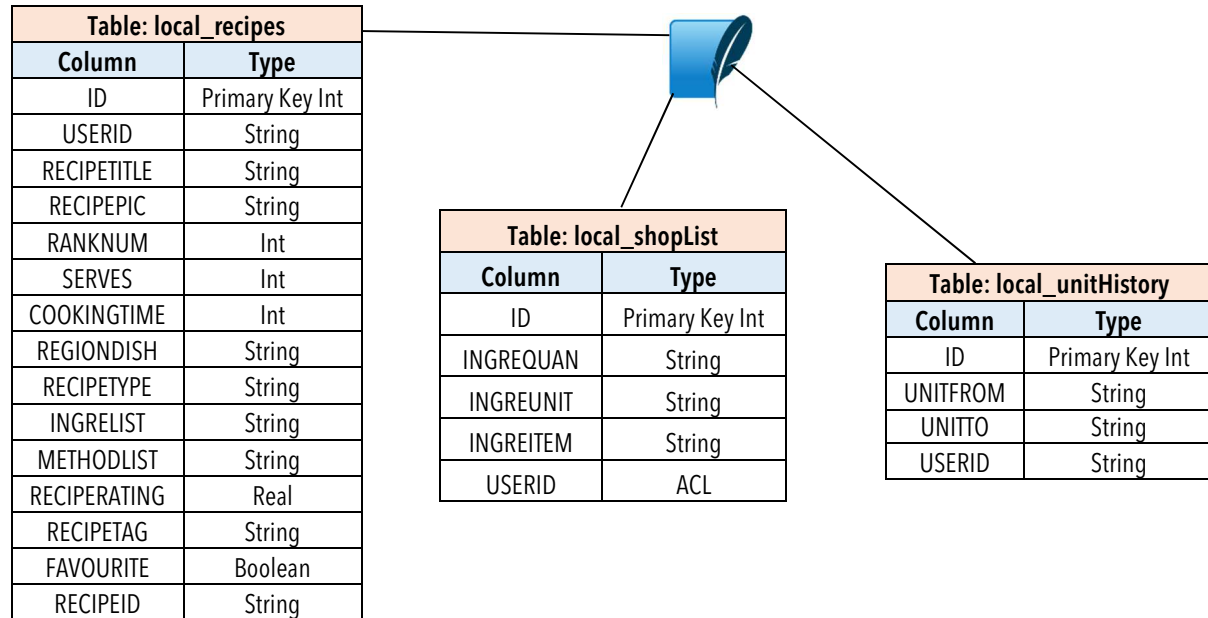 Table: local_recipes
Column Type
ID Primary Key Int
USERID String
RECIPETITLE String
RECIPEPIC String
RANKNUM Int
SERVES Int
COOKINGTIME Int
REGIONDISH String
RECIPETYPE String
INGRELIST String
METHODLIST String
RECIPERATING Real
RECIPETAG String
FAVOURITE Boolean
RECIPEID String
Table: local_shopList
Column Type
ID Primary Key Int
INGREQUAN String
INGREUNIT String
INGREITEM String
USERID ACL
Table: local_unitHistory
Column Type
ID Primary Key Int
UNITFROM String
UNITTO String
USERID String